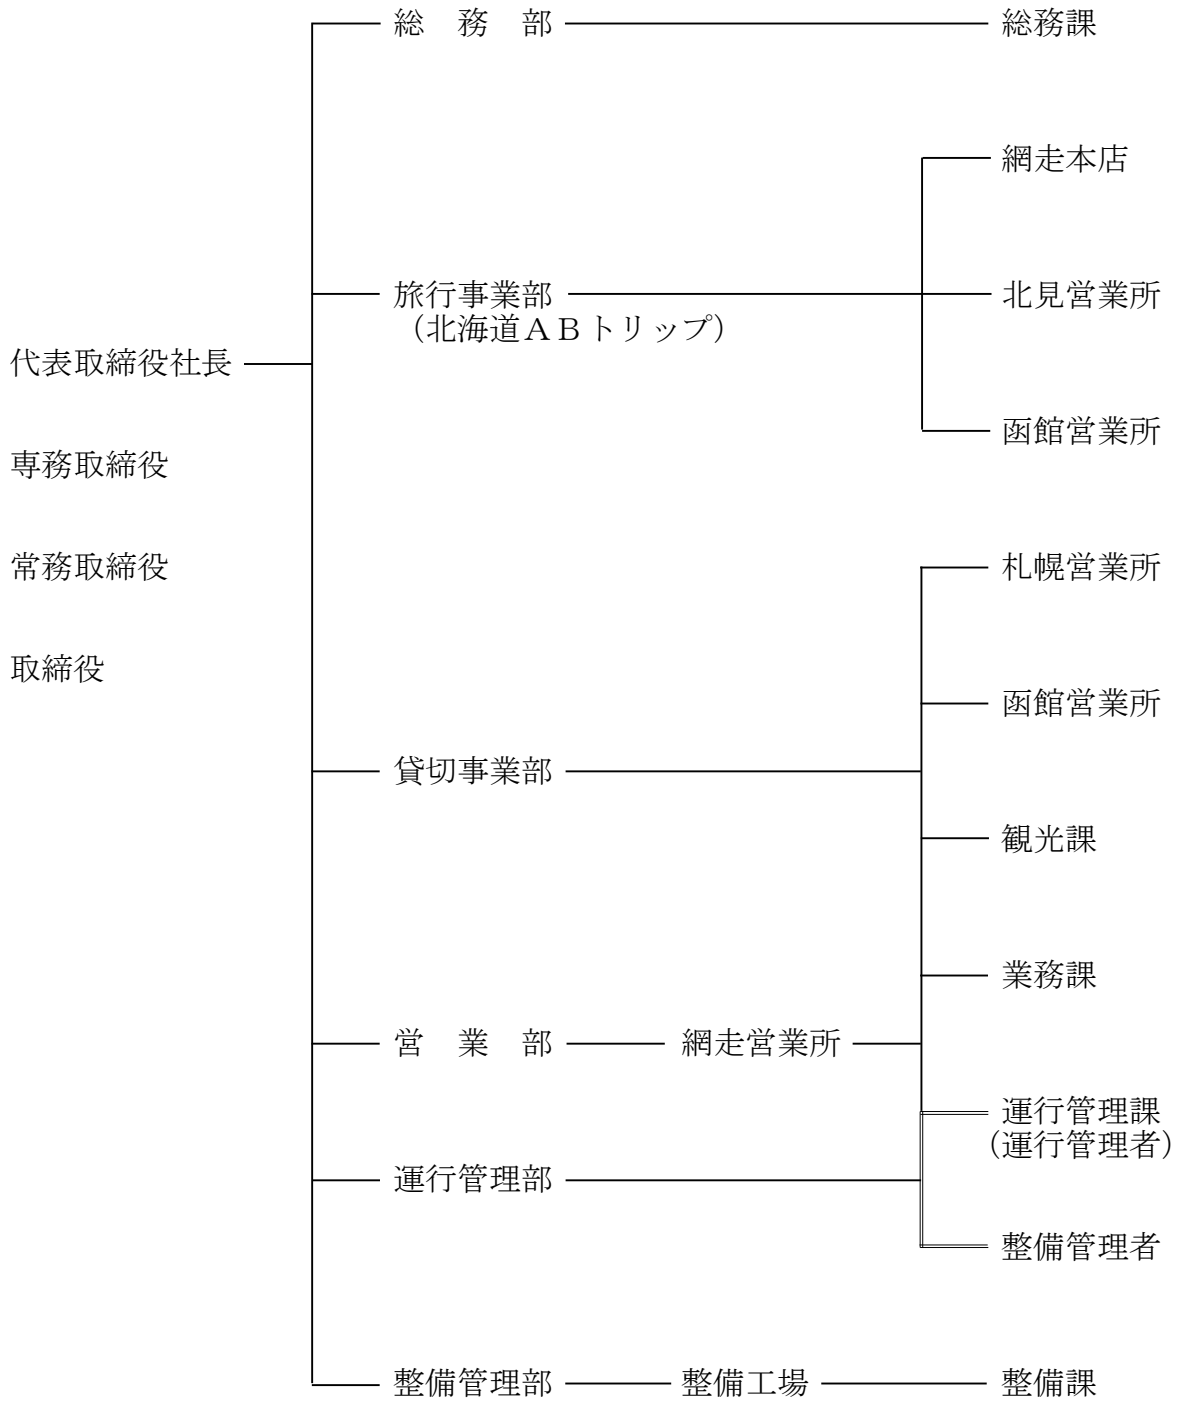 総　務　部
総務課
網走本店
旅行事業部
（北海道ＡＢトリップ）
北見営業所
代表取締役社長
函館営業所
専務取締役
常務取締役
札幌営業所
取締役
函館営業所
貸切事業部
観光課
業務課
営　業　部
網走営業所
運行管理課
（運行管理者）
運行管理部
整備管理者
整備管理部
整備工場
整備課